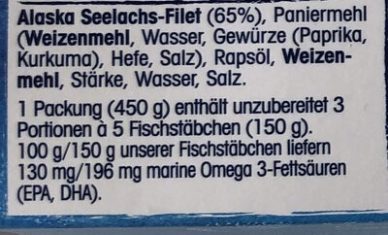 Alaska Seelachs-Filet (65%), Paniermehl
(Weizenmehl, Wasser, Gewürze (Paprika,
Kurkuma), Hefe, Salz), Rapsöl, Weizen-
mehl, Stärke, Wasser, Salz.
1 Packung (450 g) enthält unzubereitet 3
Portionen à 5 Fischstäbchen (150 g).
100 g/150 g unserer Fischstäbchen liefern
130 mg/196 mg marine Omega 3-Fettsäuren
(EPA, DHA).